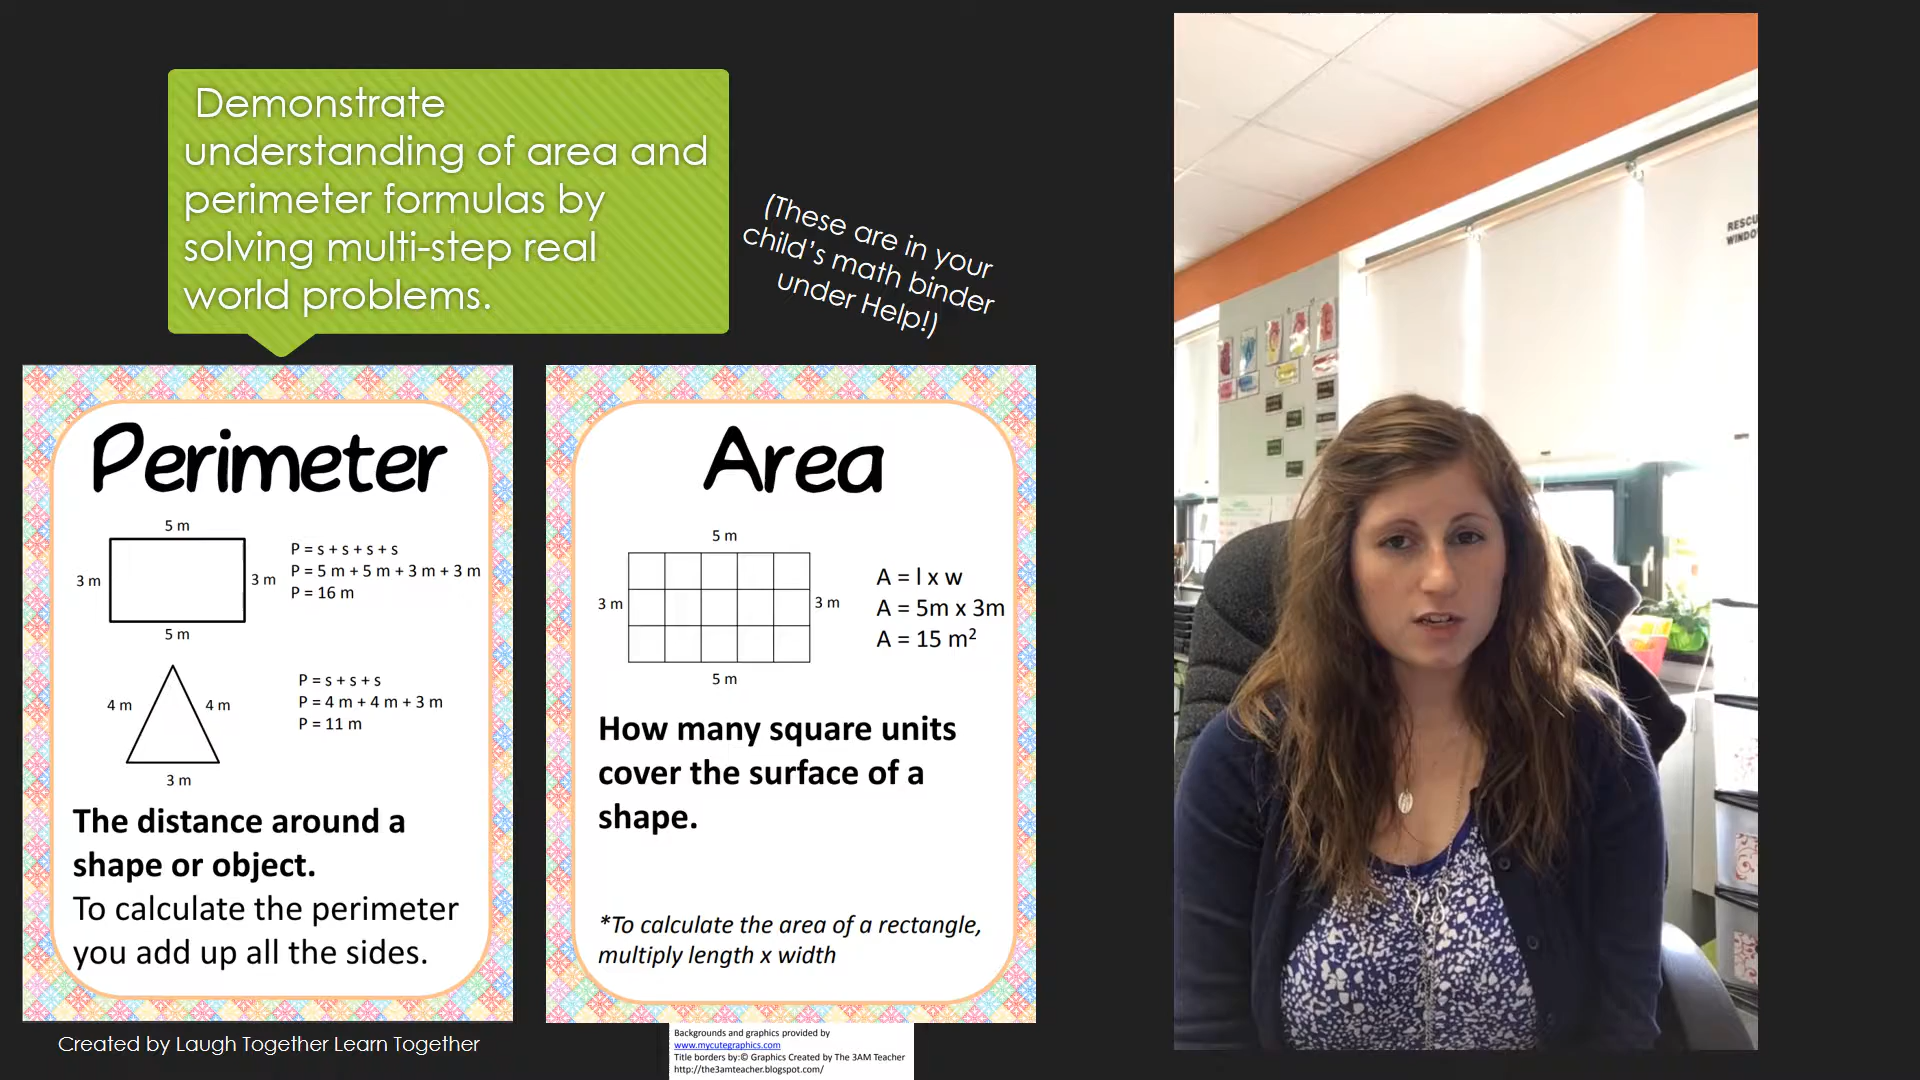 Demonstrate
understanding of area and
perimeter formulas by
solving multi-step real
world problems.
(These are in your
child's math binder
under Help!)
Perimeter
5 m
3 m
3 m
5 m
P = s + s + s + s
P = 5 m + 5 m + 3 m + 3 m
P = 16 m
4 m
4 m
3 m
P = s + s + s
P = 4 m + 4 m + 3 m
P = 11 m
The distance around a
shape or object.
To calculate the perimeter
you add up all the sides.
Created by Laugh Together Learn Together
Area
5 m
3 m
3 m
5 m
A = l x w
A = 5m x 3m
A = 15 m²
How many square units
cover the surface of a
shape.
*To calculate the area of a rectangle,
multiply length x width
Backgrounds and graphics provided by
www.mycutegraphics.com
Title borders by:© Graphics Created by The 3AM Teacher
http://the3amteacher.blogspot.com/